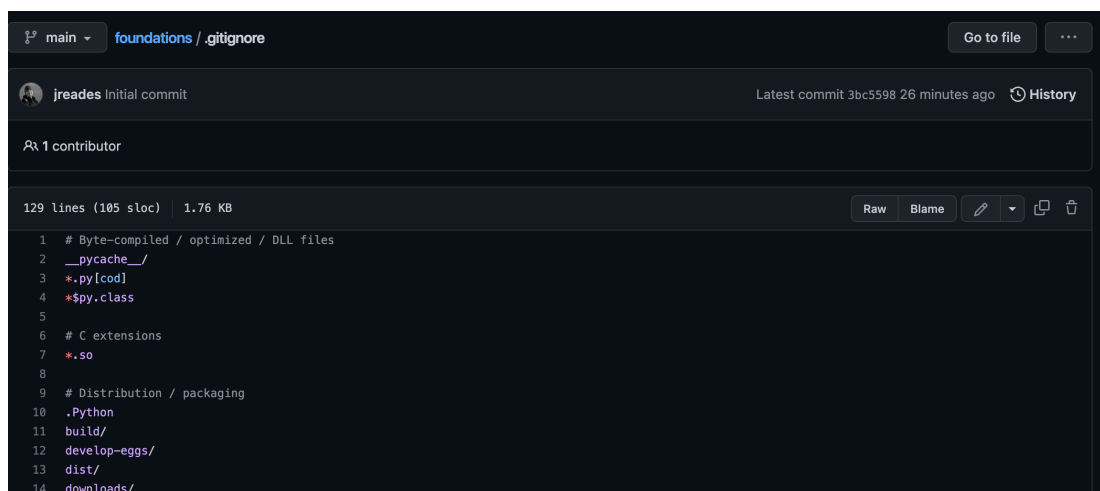 main
foundations / .gitignore
Go to file
···
jreades Initial commit
Latest commit 3bc5598 26 minutes ago
History
1 contributor
129 lines (105 sloc) 1.76 KB
Raw
Blame
1 # Byte-compiled / optimized / DLL files
2 __pycache__/
3 *.py[cod]
4 *$py.class
5
6 # C extensions
7 *.so
8
9 # Distribution / packaging
10 .Python
11 build/
12 develop-eggs/
13 dist/
14 downloads/